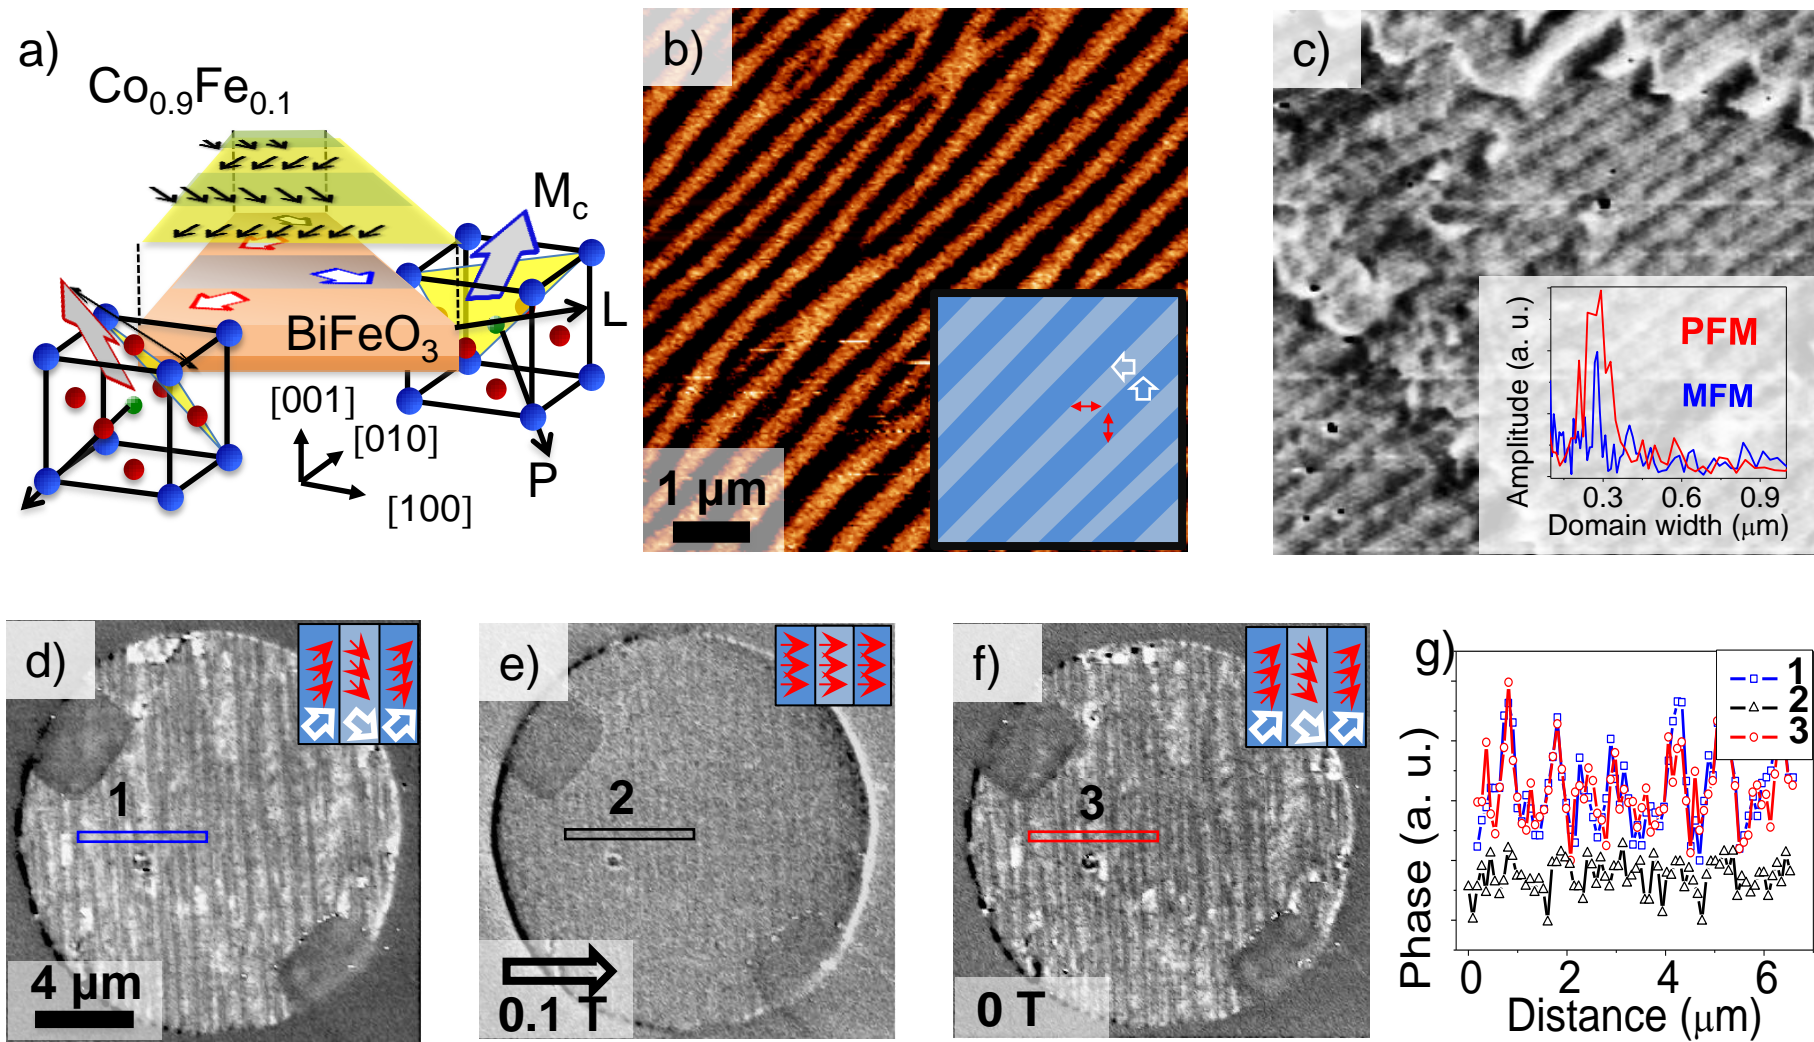 a)
Co0.9Fe0.1
Mc
L
BiFeO3
P
[001]
[010]
[100]
b)
1 μm
c)
PFM
MFM
Amplitude (a. u.)
0.3 0.6 0.9
Domain width (μm)
d)
1
4 μm
e)
2
0.1 T
f)
3
0 T
g)
1
2
3
Phase (a. u.)
0 2 4 6
Distance (μm)